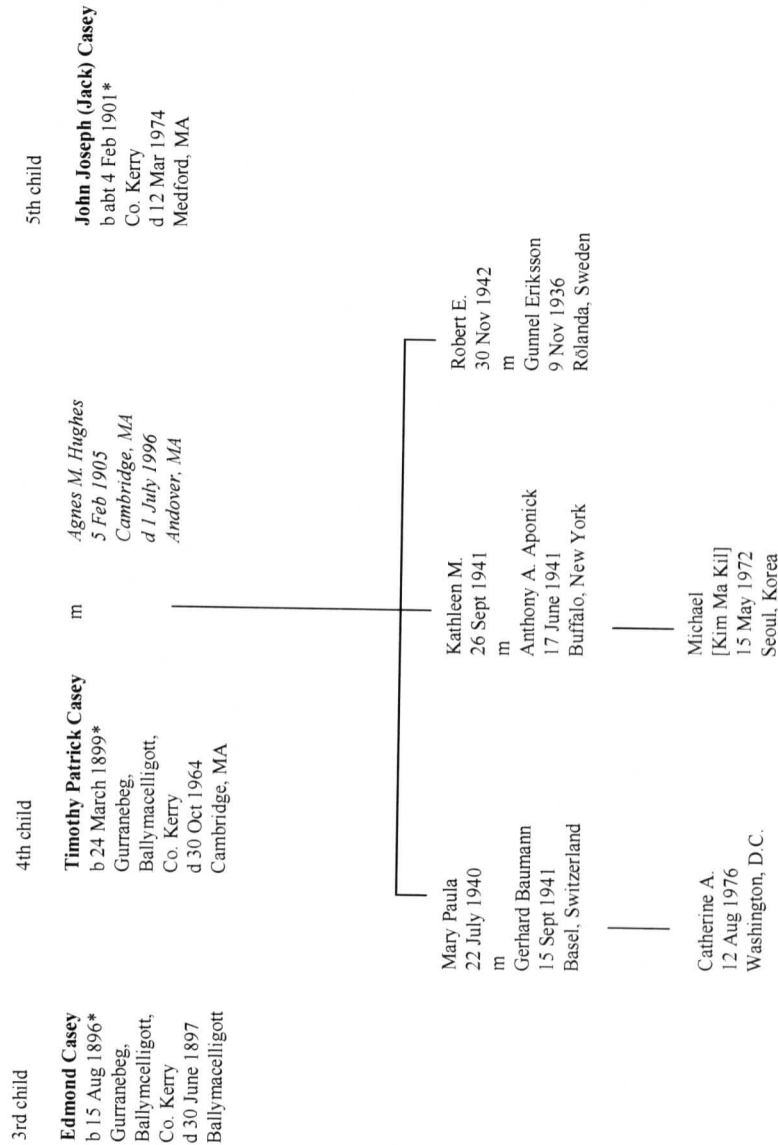 3rd child
Edmond Casey
b 15 Aug 1896*
Gurranebeg,
Ballymcelligott,
Co. Kerry
d 30 June 1897
Ballymacelligott
4th child
Timothy Patrick Casey
b 24 March 1899*
Gurranebeg,
Ballymacelligott,
Co. Kerry
d 30 Oct 1964
Cambridge, MA
m
Agnes M. Hughes
5 Feb 1905
Cambridge, MA
d 1 July 1996
Andover, MA
5th child
John Joseph (Jack) Casey
b abt 4 Feb 1901*
Co. Kerry
d 12 Mar 1974
Medford, MA
Mary Paula
22 July 1940
m
Gerhard Baumann
15 Sept 1941
Basel, Switzerland
Kathleen M.
26 Sept 1941
m
Anthony A. Aponick
17 June 1941
Buffalo, New York
Robert E.
30 Nov 1942
m
Gunnel Eriksson
9 Nov 1936
Rölanda, Sweden
Catherine A.
12 Aug 1976
Washington, D.C.
Michael
[Kim Ma Kil]
15 May 1972
Seoul, Korea